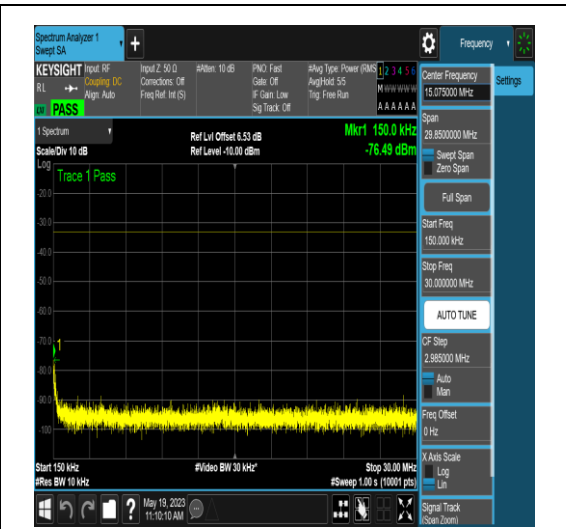 Spectrum Analyzer 1
Swept SA
+
Frequency
KEYSIGHT
RL
PASS
Input: RF
Coupling: DC
Align: Auto
Input Z: 50 Ω
Corrections: Off
Freq Ref: Int (S)
#Atten: 10 dB
PNO: Fast
Gate: Off
IF Gain: Low
Sig Track: Off
#Avg Type: Power (RMS
Avg|Hold: 5/5
Trig: Free Run
1 2 3 4 5 6
M W W W W W
A A A A A A
1 Spectrum
Scale/Div 10 dB
Ref Lvl Offset 6.53 dB
Ref Level -10.00 dBm
Mkr1 150.0 kHz
-76.49 dBm
Log
Trace 1 Pass
-20.0
-30.0
-40.0
-50.0
-60.0
-70.0
-80.0
-90.0
-100
1
Start 150 kHz
#Res BW 10 kHz
#Video BW 30 kHz*
Stop 30.00 MHz
#Sweep 1.00 s (10001 pts)
Center Frequency
15.075000 MHz
Settings
Span
29.8500000 MHz
Swept Span
Zero Span
Full Span
Start Freq
150.000 kHz
Stop Freq
30.000000 MHz
AUTO TUNE
CF Step
2.985000 MHz
Auto
Man
Freq Offset
0 Hz
X Axis Scale
Log
Lin
Signal Track
(Span Zoom)
?
May 19, 2023
11:10:10 AM